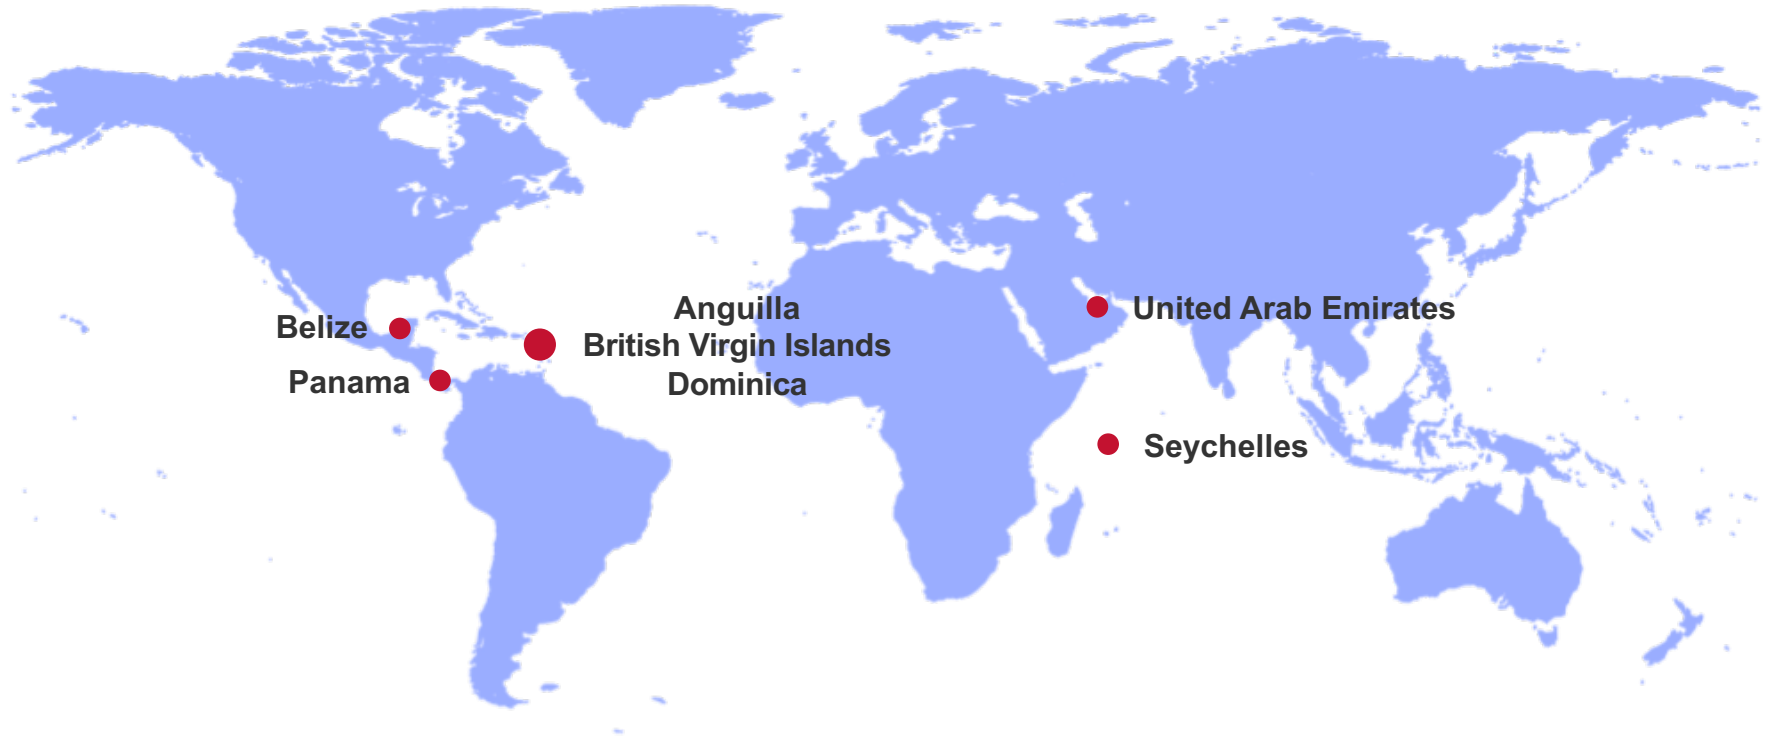 Anguilla
United Arab Emirates
Belize
British Virgin Islands
Panama
Dominica
Seychelles